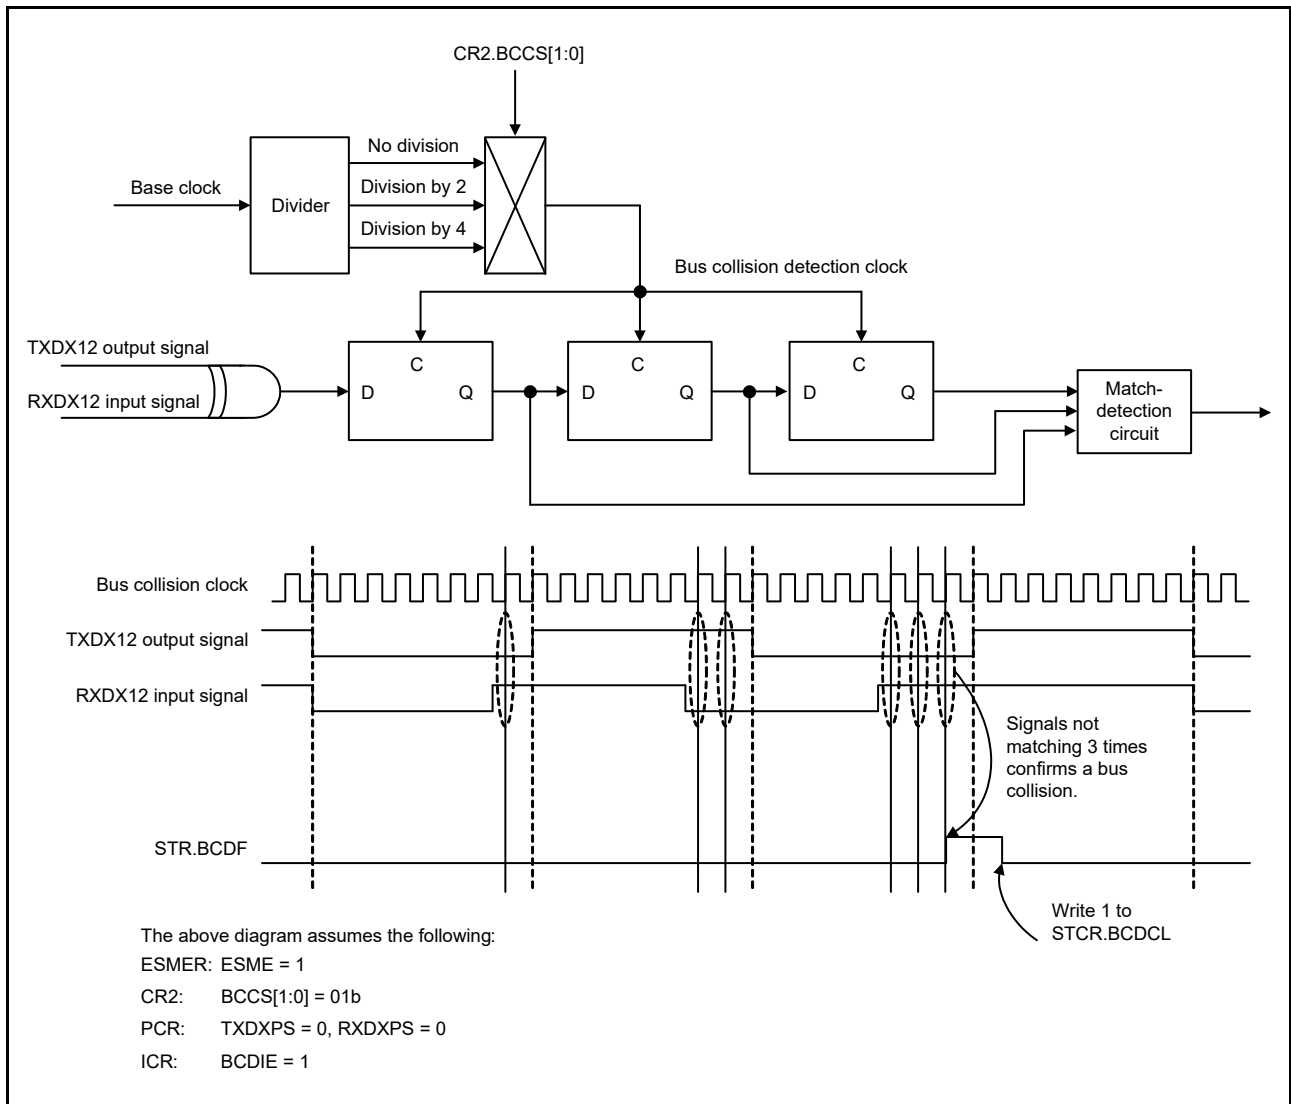 CR2.BCCS[1:0]
No division
Base clock
Division by 2
Divider
Division by 4
Bus collision detection clock
TXDX12 output signal
RXDX12 input signal
C
D
Q
C
D
Q
C
D
Q
Match-
detection
circuit
Bus collision clock
TXDX12 output signal
RXDX12 input signal
Signals not
matching 3 times
confirms a bus
collision.
STR.BCDF
Write 1 to
STCR.BCDCL
The above diagram assumes the following:
ESMER: ESME = 1
CR2: BCCS[1:0] = 01b
PCR: TXDXPS = 0, RXDXPS = 0
ICR: BCDIE = 1